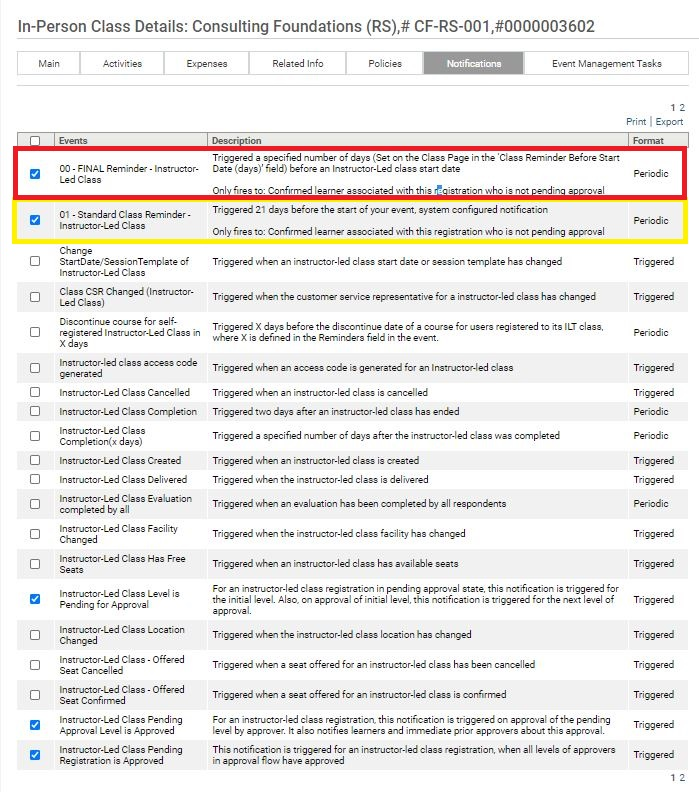 In-Person Class Details: Consulting Foundations (RS),# CF-RS-001,#0000003602
Main
Activities
Expenses
Related Info
Policies
Notifications
Event Management Tasks
1 2
Print | Export
Events
Description
Format
00 - FINAL Reminder - Instructor-
Led Class
Triggered a specified number of days (Set on the Class Page in the 'Class Reminder Before Start
Date (days)' field) before an Instructor-Led class start date
Only fires to: Confirmed learner associated with this registration who is not pending approval
Periodic
01 - Standard Class Reminder -
Instructor-Led Class
Triggered 21 days before the start of your event, system configured notification
Only fires to: Confirmed learner associated with this registration who is not pending approval
Periodic
Change
StartDate/SessionTemplate of
Instructor-Led Class
Triggered when an instructor-led class start date or session template has changed
Triggered
Class CSR Changed (Instructor-
Led Class)
Triggered when the customer service representative for a instructor-led class has changed
Triggered
Discontinue course for self-
registered Instructor-Led Class in
X days
Triggered X days before the discontinue date of a course for users registered to its ILT class,
where X is defined in the Reminders field in the event.
Periodic
Instructor-led class access code
generated
Triggered when an access code is generated for an Instructor-led class
Triggered
Instructor-Led Class Cancelled
Triggered when an instructor-led class is cancelled
Triggered
Instructor-Led Class Completion
Triggered two days after an instructor-led class has ended
Periodic
Instructor-Led Class
Completion(x days)
Triggered a specified number of days after the instructor-led class was completed
Periodic
Instructor-Led Class Created
Triggered when an instructor-led class is created
Triggered
Instructor-Led Class Delivered
Triggered when the instructor-led class is delivered
Triggered
Instructor-Led Class Evaluation
completed by all
Triggered when an evaluation has been completed by all respondents
Periodic
Instructor-Led Class Facility
Changed
Triggered when the instructor-led class facility has changed
Triggered
Instructor-Led Class Has Free
Seats
Triggered when an instructor-led class has available seats
Triggered
Instructor-Led Class Level is
Pending for Approval
For an instructor-led class registration in pending approval state, this notification is triggered for
the initial level. Also, on approval of initial level, this notification is triggered for the next level of
approval.
Triggered
Instructor-Led Class Location
Changed
Triggered when the instructor-led class location has changed
Triggered
Instructor-Led Class - Offered
Seat Cancelled
Triggered when a seat offered for an instructor-led class has been cancelled
Triggered
Instructor-Led Class - Offered
Seat Confirmed
Triggered when a seat offered for an instructor-led class is confirmed
Triggered
Instructor-Led Class Pending
Approval Level is Approved
For an instructor-led class registration, this notification is triggered on approval of the pending
level by approver. It also notifies learners and immediate prior approvers about this approval.
Triggered
Instructor-Led Class Pending
Registration is Approved
This notification is triggered for an instructor-led class registration, when all levels of approvers
in approval flow have approved
Triggered
1 2